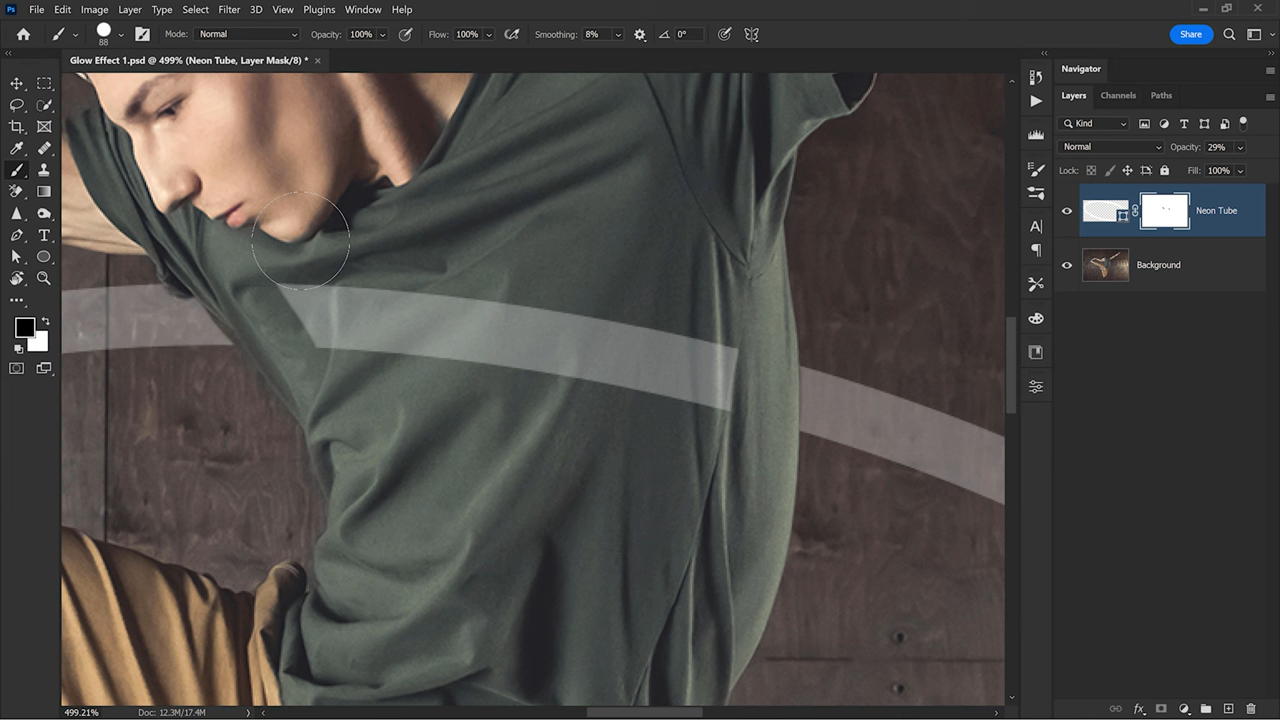 Ps File Edit Image Layer Type Select Filter 3D View Plugins Window Help
88 Mode: Normal Opacity: 100% Flow: 100% Smoothing: 8% 0° Share
Glow Effect 1.psd @ 499% (Neon Tube, Layer Mask/8) * ×
Navigator
Layers Channels Paths
Kind
Normal Opacity: 29%
Lock: Fill: 100%
Neon Tube
Background
499.21% Doc: 12.3M/17.4M